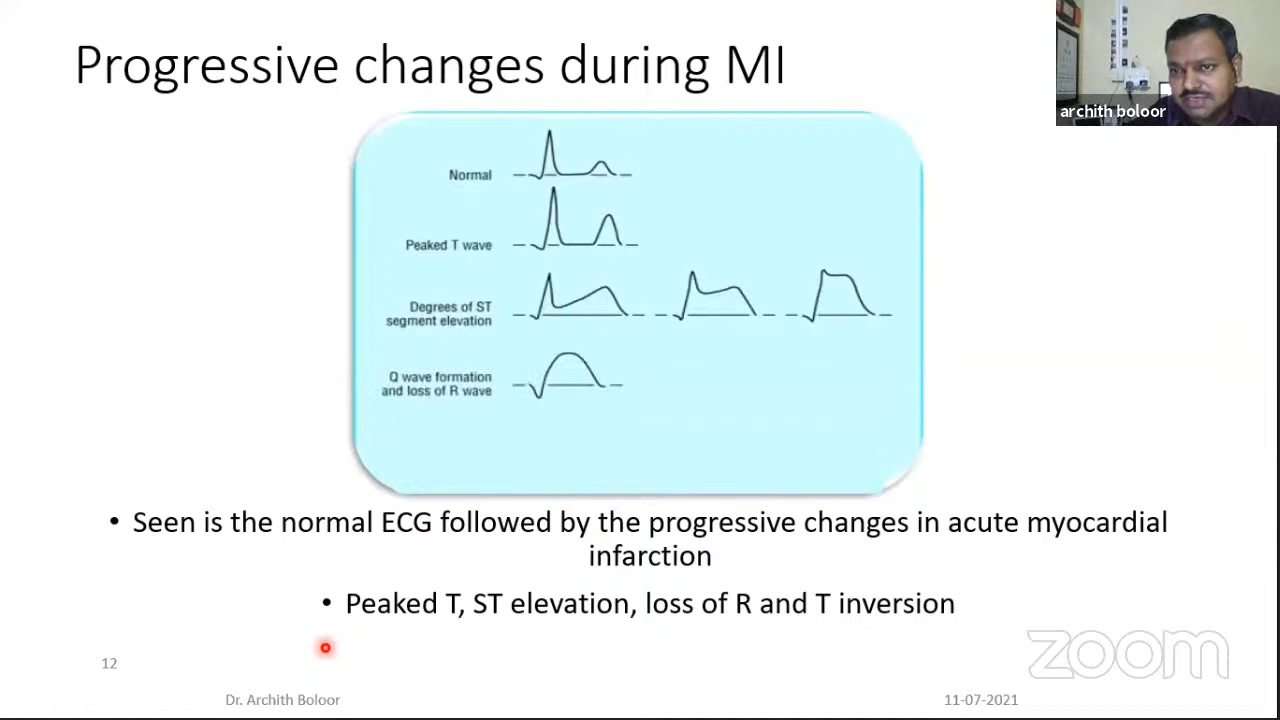 Progressive changes during MI
archith boloor
Normal
Peaked T wave
Degrees of ST
segment elevation
Q wave formation
and loss of R wave
• Seen is the normal ECG followed by the progressive changes in acute myocardial
infarction
• Peaked T, ST elevation, loss of R and T inversion
zoom
12
Dr. Archith Boloor
11-07-2021